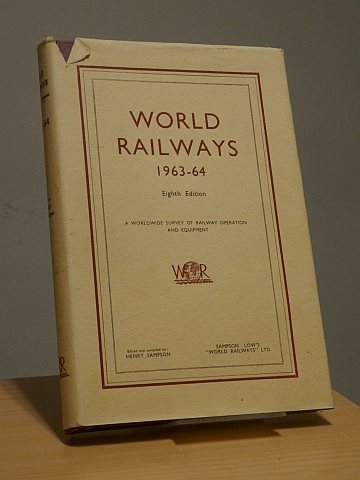 WORLD
RAILWAYS
1963-64
Eighth Edition
A WORLDWIDE SURVEY OF RAILWAY OPERATION
AND EQUIPMENT
WR
Edited and compiled by:
HENRY SAMPSON
SAMPSON LOW'S
"WORLD RAILWAYS" LTD.